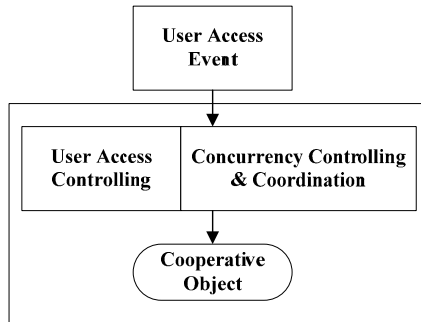 User Access
Event
User Access
Controlling
Concurrency Controlling
& Coordination
Cooperative
Object